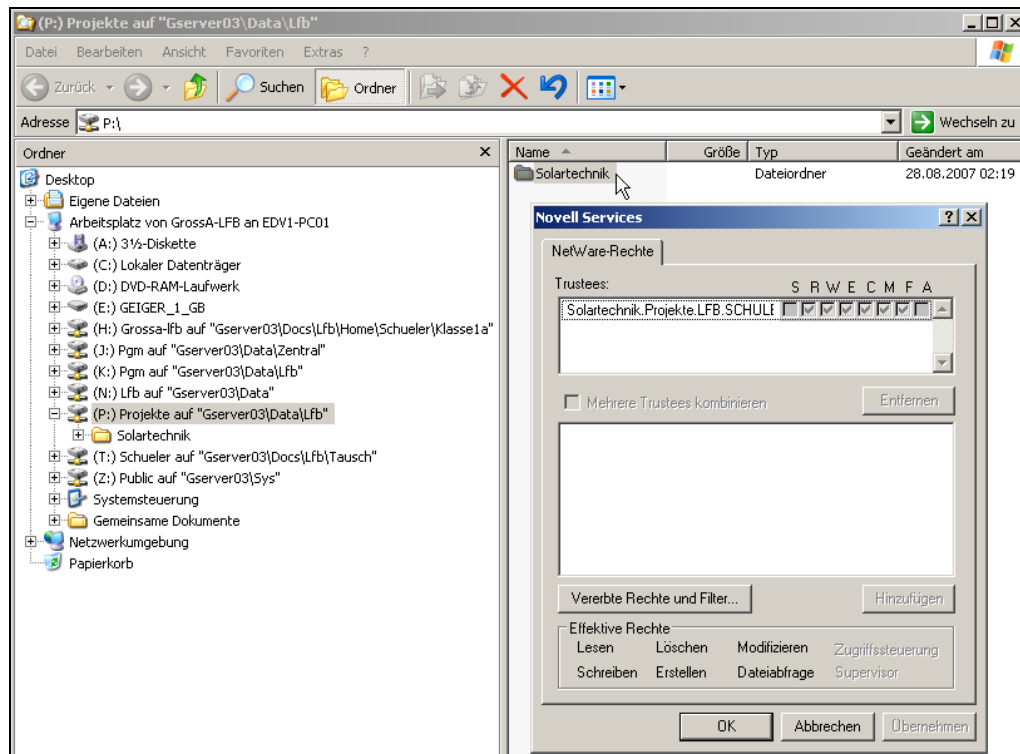 (P:) Projekte auf "Gserver03\Data\Lfb"
Datei Bearbeiten Ansicht Favoriten Extras ?
Zurück Suchen Ordner
Adresse P:\ Wechseln zu
Ordner
Desktop
Eigene Dateien
Arbeitsplatz von GrossA-LFB an EDV1-PC01
(A:) 3½-Diskette
(C:) Lokaler Datenträger
(D:) DVD-RAM-Laufwerk
(E:) GEIGER_1_GB
(H:) Grossa-lfb auf "Gserver03\Docs\Lfb\Home\Schueler\Klasse1a"
(J:) Pgm auf "Gserver03\Data\Zentral"
(K:) Pgm auf "Gserver03\Data\Lfb"
(N:) Lfb auf "Gserver03\Data"
(P:) Projekte auf "Gserver03\Data\Lfb"
Solartechnik
(T:) Schueler auf "Gserver03\Docs\Lfb\Tausch"
(Z:) Public auf "Gserver03\Sys"
Systemsteuerung
Gemeinsame Dokumente
Netzwerkumgebung
Papierkorb
Name Größe Typ Geändert am
Solartechnik Dateiordner 28.08.2007 02:19
Novell Services
NetWare-Rechte
Trustees: S R W E C M F A
Solartechnik.Projekte.LFB.SCHULE
Mehrere Trustees kombinieren Entfernen
Vererbte Rechte und Filter... Hinzufügen
Effektive Rechte
Lesen Löschen Modifizieren Zugriffssteuerung
Schreiben Erstellen Dateiabfrage Supervisor
OK Abbrechen Übernehmen